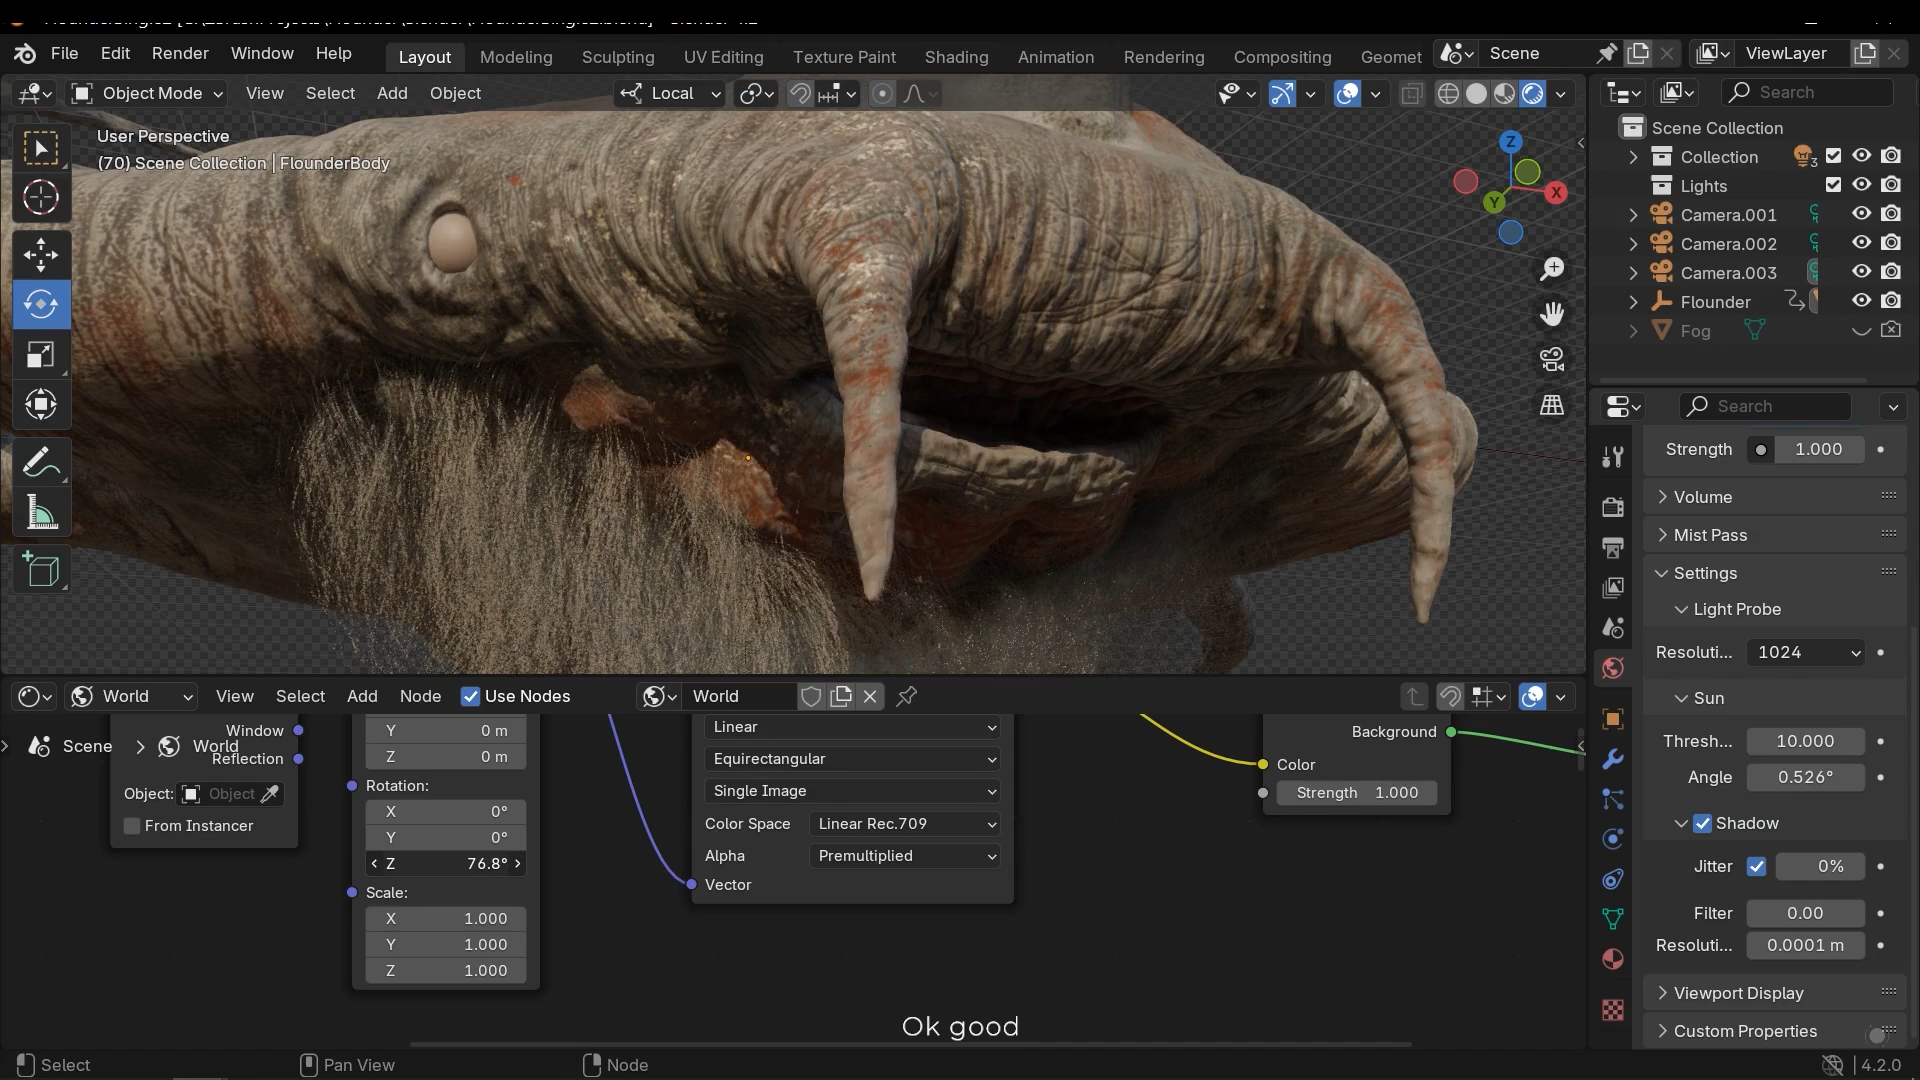 File Edit Render Window Help Layout Modeling Sculpting UV Editing Texture Paint Shading Animation Rendering Compositing Geomet Scene ViewLayer
Object Mode View Select Add Object Local Search
User Perspective
(70) Scene Collection | FlounderBody
Z
X
Y
Scene Collection
Collection 3
Lights
Camera.001
Camera.002
Camera.003
Flounder
Fog
Search
Strength 1.000
Volume
Mist Pass
Settings
Light Probe
Resoluti... 1024
Sun
Thresh... 10.000
Angle 0.526°
Shadow
Jitter 0%
Filter 0.00
Resoluti... 0.0001 m
Viewport Display
Custom Properties
World View Select Add Node Use Nodes World
Scene World
Window
Reflection
Object: Object
From Instancer
Y 0 m
Z 0 m
Rotation:
X 0°
Y 0°
Z 76.8°
Scale:
X 1.000
Y 1.000
Z 1.000
Linear
Equirectangular
Single Image
Color Space Linear Rec.709
Alpha Premultiplied
Vector
Background
Color
Strength 1.000
Ok good
Select Pan View Node 4.2.0